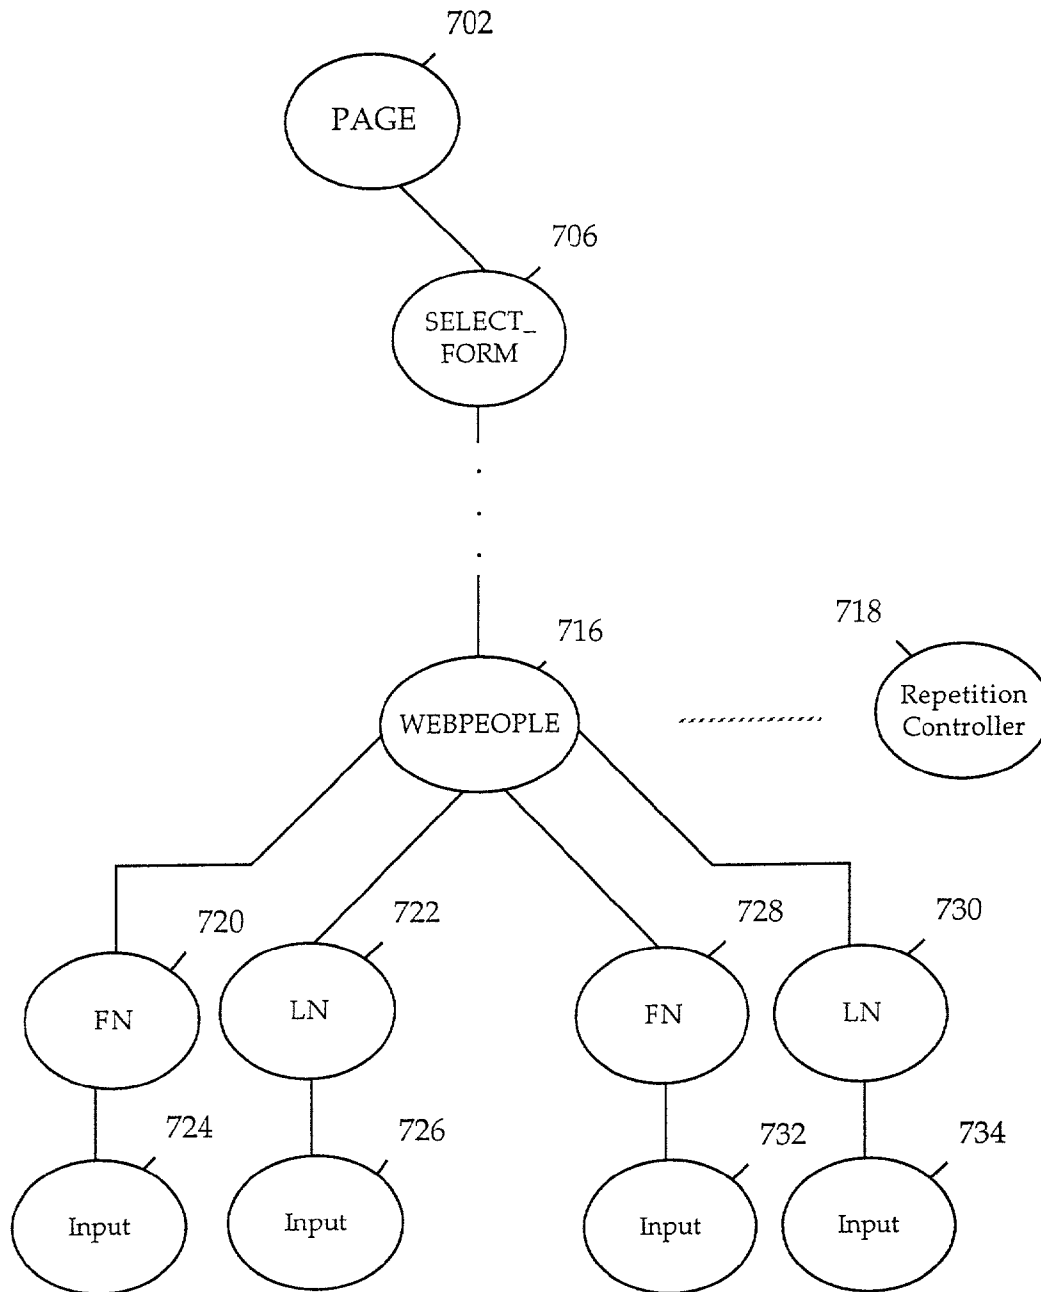 702
PAGE
706
SELECT_
FORM
716
718
WEBPEOPLE
Repetition
Controller
720
722
728
730
FN
LN
FN
LN
724
726
732
734
Input
Input
Input
Input